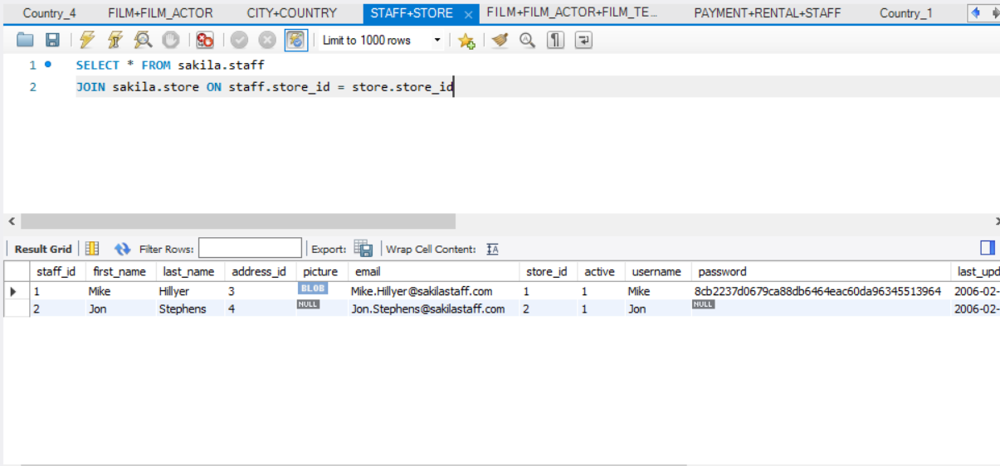 Country_4 FILM+FILM_ACTOR CITY+COUNTRY STAFF+STORE FILM+FILM_ACTOR+FILM_TE... PAYMENT+RENTAL+STAFF Country_1
Limit to 1000 rows
1 SELECT * FROM sakila.staff
2 JOIN sakila.store ON staff.store_id = store.store_id
Result Grid Filter Rows: Export: Wrap Cell Content:
staff_id first_name last_name address_id picture email store_id active username password last_upd
1 Mike Hillyer 3 BLOB Mike.Hillyer@sakilastaff.com 1 1 Mike 8cb2237d0679ca88db6464eac60da96345513964 2006-02-
2 Jon Stephens 4 NULL Jon.Stephens@sakilastaff.com 2 1 Jon NULL 2006-02-